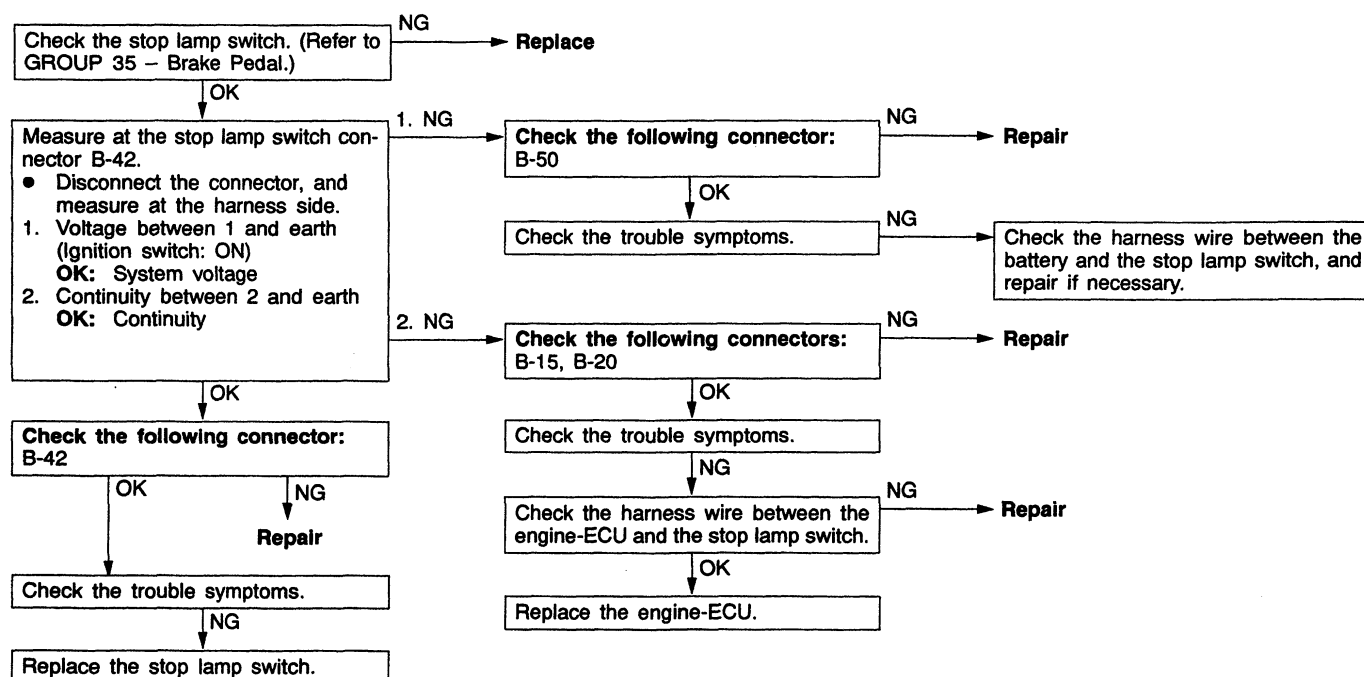 Check the stop lamp switch. (Refer to
GROUP 35 – Brake Pedal.)
NG
Replace
OK
Measure at the stop lamp switch con-
nector B-42.
● Disconnect the connector, and
measure at the harness side.
1. Voltage between 1 and earth
(Ignition switch: ON)
OK: System voltage
2. Continuity between 2 and earth
OK: Continuity
1. NG
Check the following connector:
B-50
NG
Repair
OK
Check the trouble symptoms.
NG
Check the harness wire between the
battery and the stop lamp switch, and
repair if necessary.
2. NG
Check the following connectors:
B-15, B-20
NG
Repair
OK
Check the trouble symptoms.
NG
Check the harness wire between the
engine-ECU and the stop lamp switch.
NG
Repair
OK
Replace the engine-ECU.
OK
Check the following connector:
B-42
OK
NG
Repair
Check the trouble symptoms.
NG
Replace the stop lamp switch.